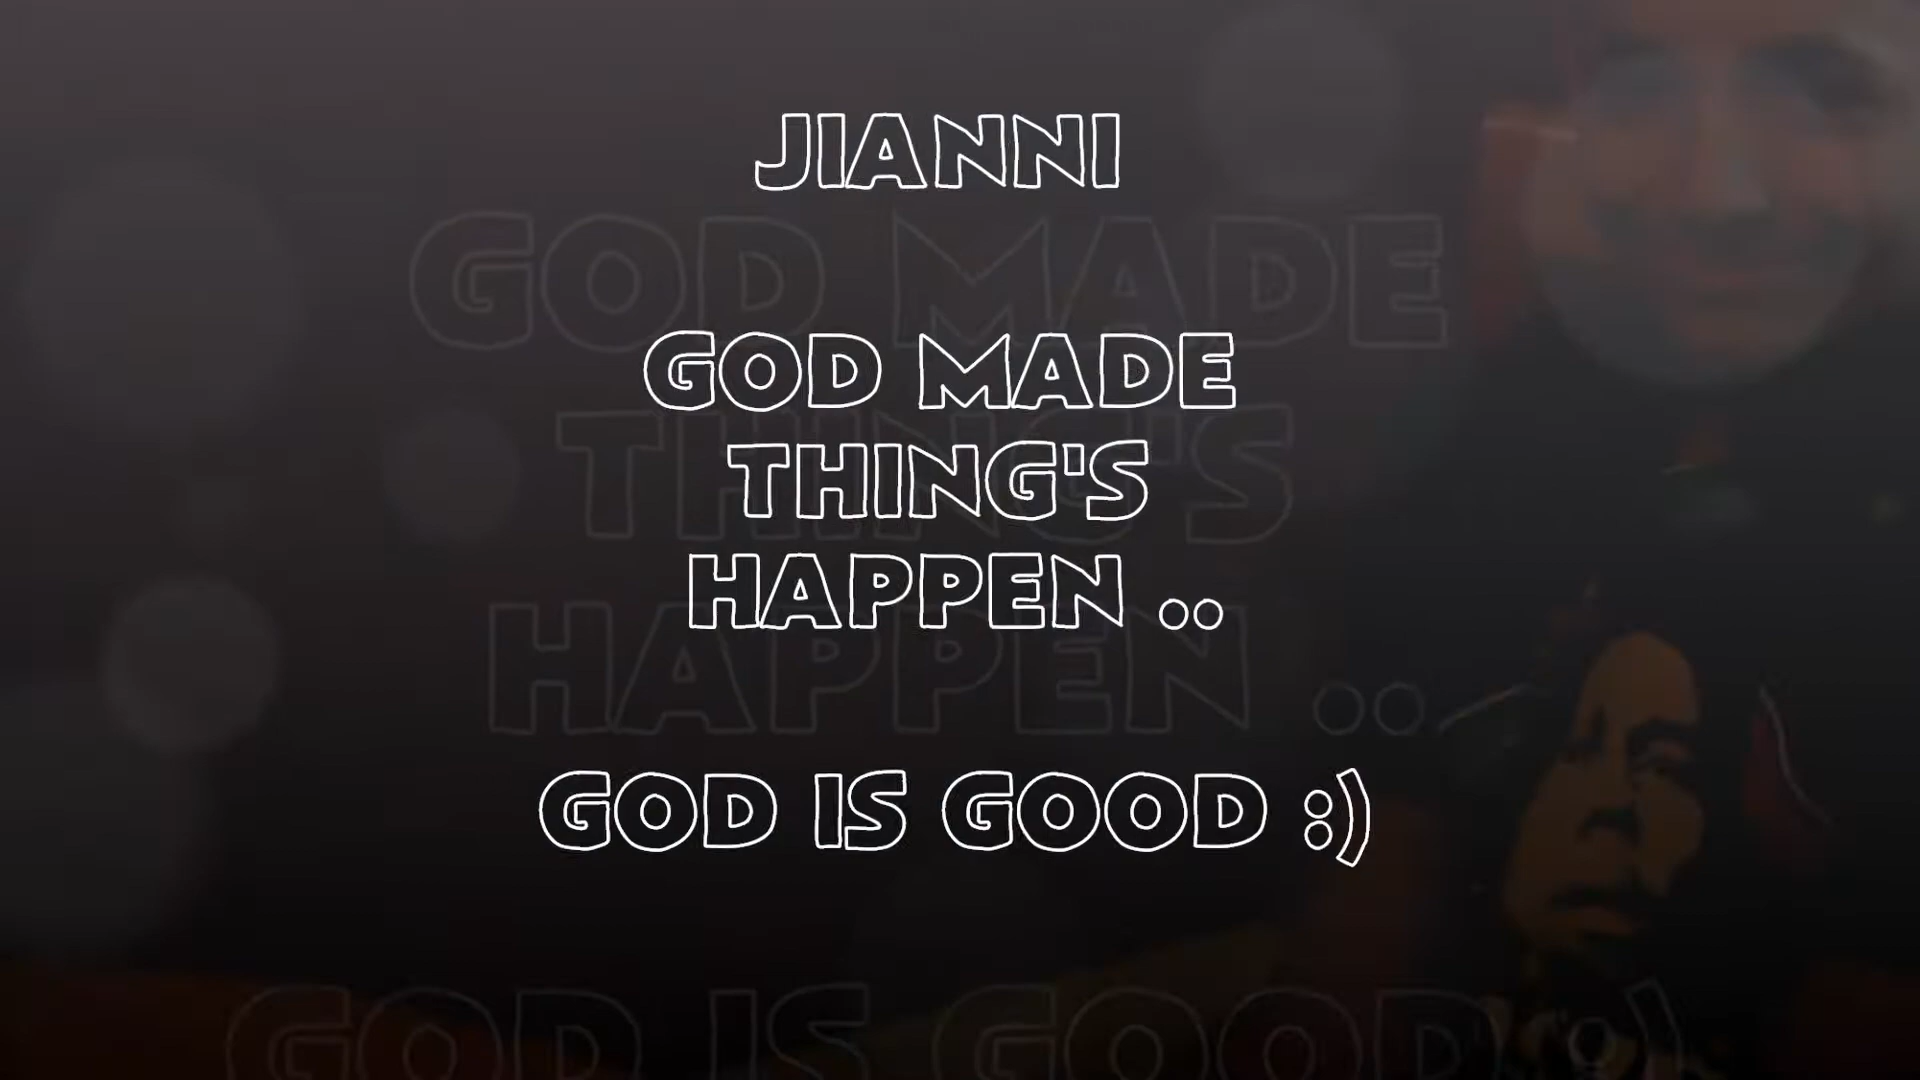 JIANNI
GOD MADE
THING'S
HAPPEN ..
GOD IS GOOD :)